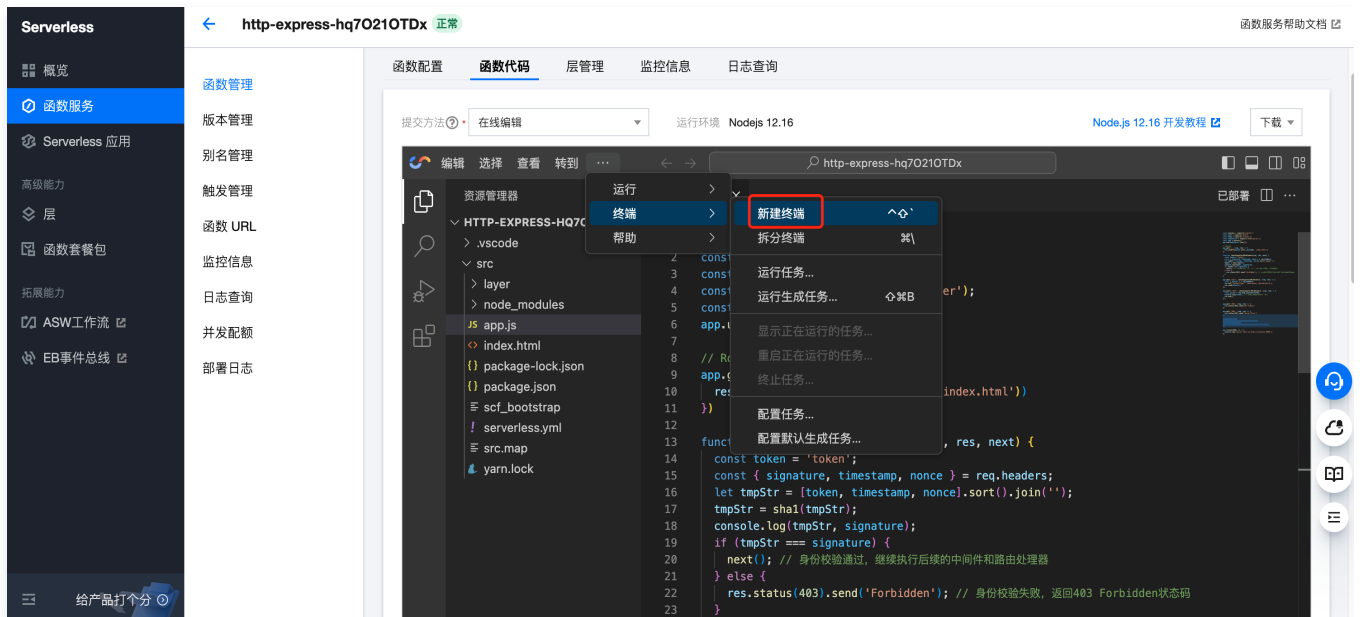 Serverless
http-express-hq7O21OTDx 正常
函数服务帮助文档
概览
函数服务
Serverless 应用
高级能力
层
函数套餐包
拓展能力
ASW工作流
EB事件总线
给产品打个分
函数管理
版本管理
别名管理
触发管理
函数 URL
监控信息
日志查询
并发配额
部署日志
函数配置 函数代码 层管理 监控信息 日志查询
提交方法 * 在线编辑 运行环境 Nodejs 12.16 Node.js 12.16 开发教程 下载
编辑 选择 查看 转到 ··· http-express-hq7O21OTDx
资源管理器
HTTP-EXPRESS-HQ7O
.vscode
src
layer
node_modules
JS app.js
<> index.html
{} package-lock.json
{} package.json
scf_bootstrap
! serverless.yml
src.map
yarn.lock
运行
终端
帮助
新建终端 ^⇧`
拆分终端 ⌘\
运行任务...
运行生成任务... ⇧⌘B
显示正在运行的任务...
重启正在运行的任务...
终止任务...
配置任务...
配置默认生成任务...
已部署 ···
2 cons
3 cons
4 cons er');
5 cons
6 app.u
7
8 // Ro
9 app.g
10 res index.html'))
11 })
12
13 func , res, next) {
14 const token = 'token';
15 const { signature, timestamp, nonce } = req.headers;
16 let tmpStr = [token, timestamp, nonce].sort().join('');
17 tmpStr = sha1(tmpStr);
18 console.log(tmpStr, signature);
19 if (tmpStr === signature) {
20 next(); // 身份校验通过，继续执行后续的中间件和路由处理器
21 } else {
22 res.status(403).send('Forbidden'); // 身份校验失败，返回403 Forbidden状态码
23 }